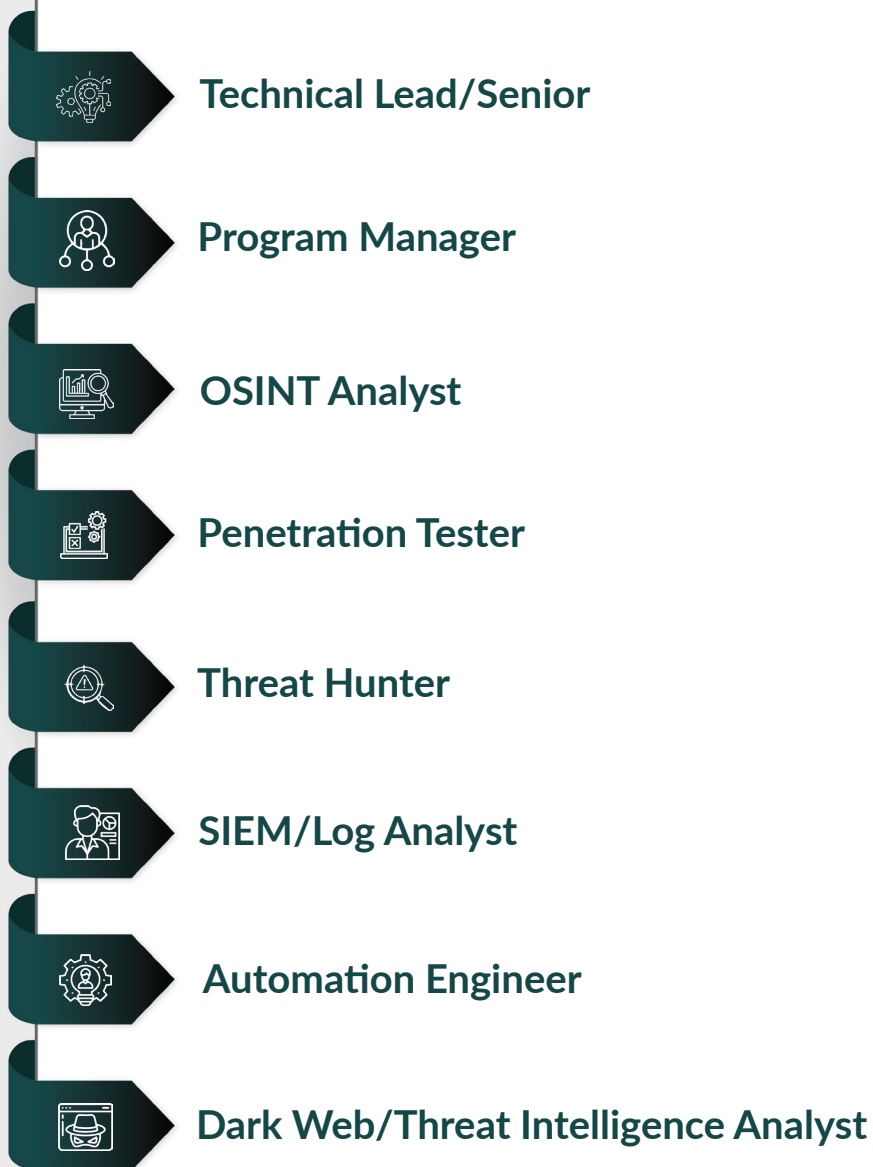 Technical Lead/Senior
Program Manager
OSINT Analyst
Penetration Tester
Threat Hunter
SIEM/Log Analyst
Automation Engineer
Dark Web/Threat Intelligence Analyst